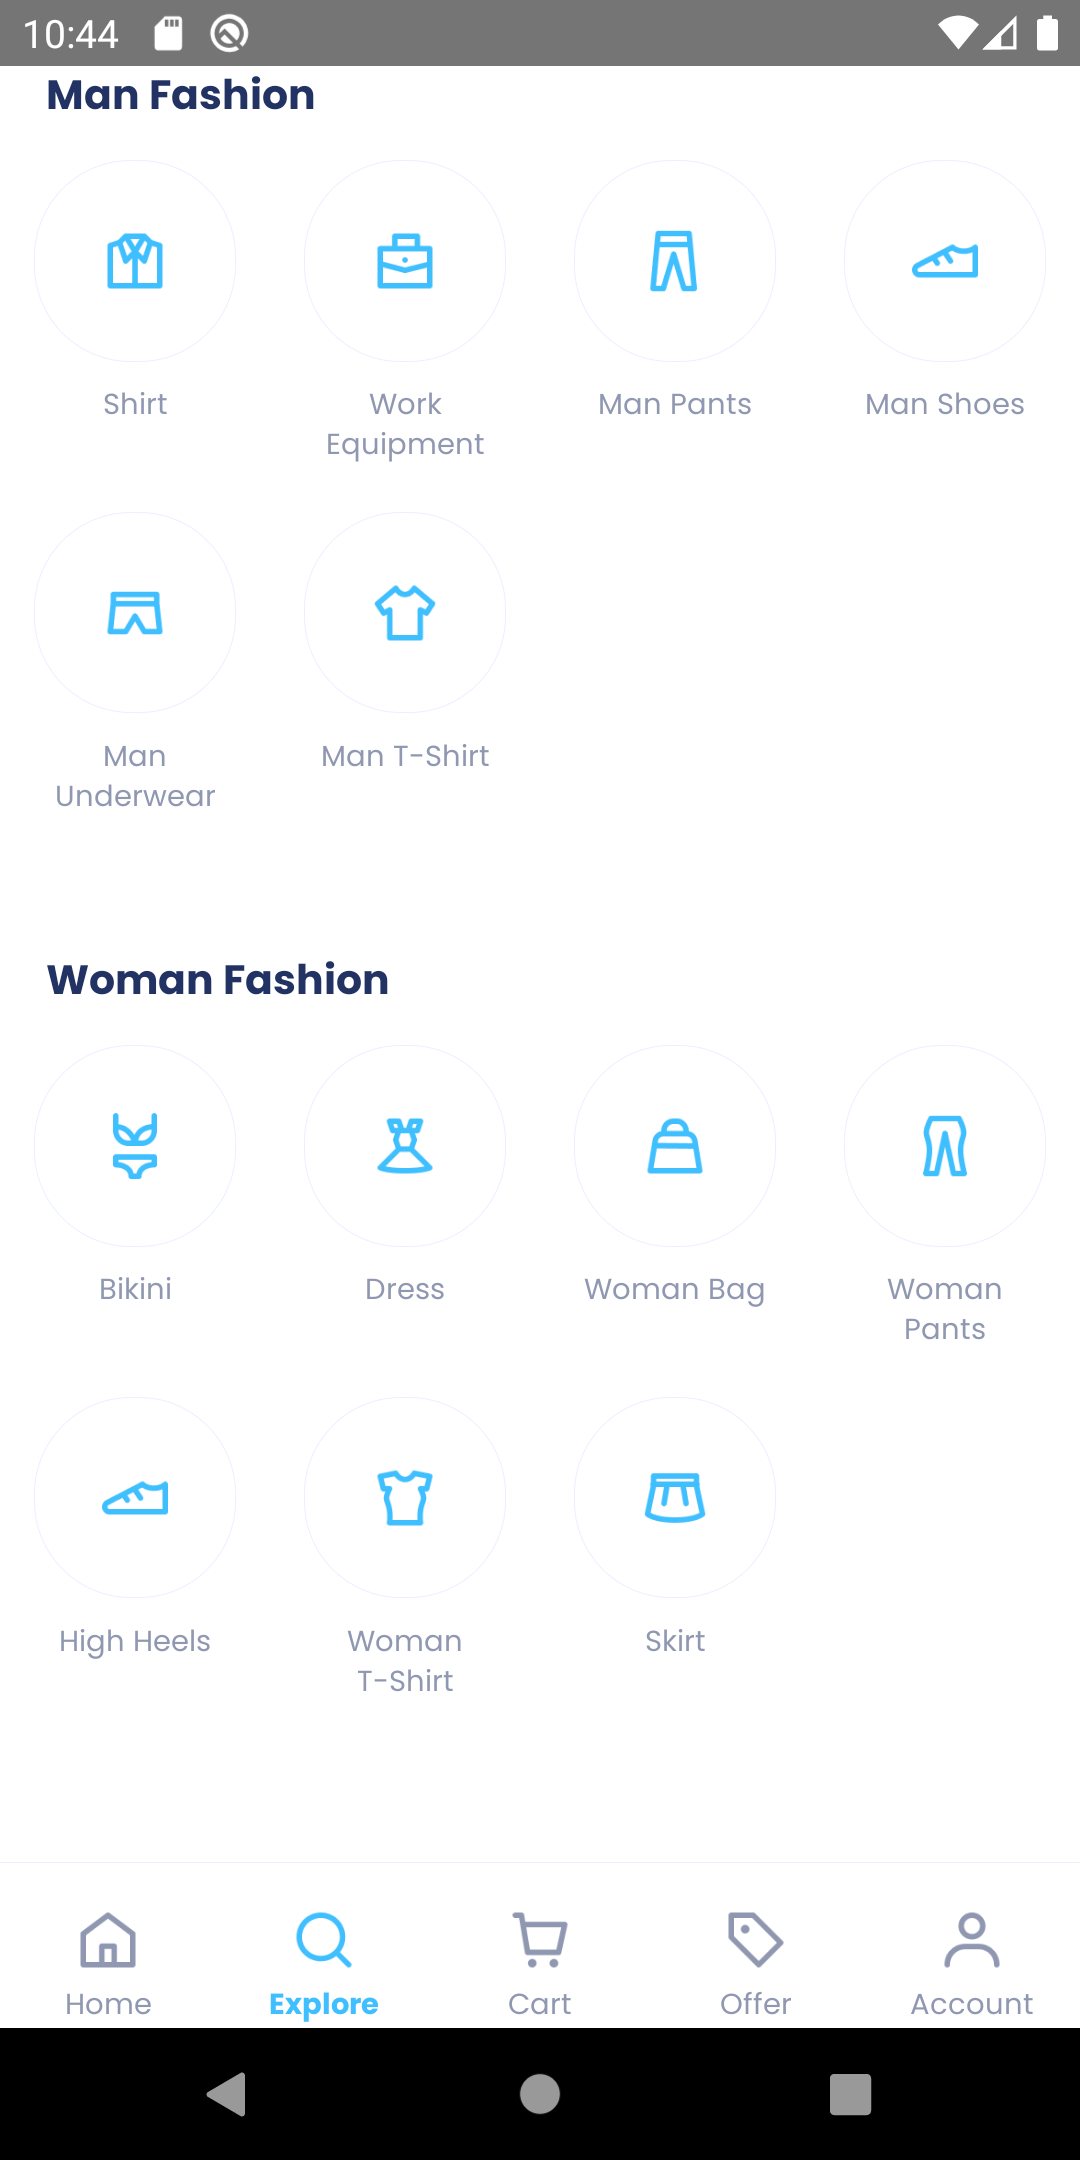 10:44
Man Fashion
Shirt
Work
Equipment
Man Pants
Man Shoes
Man
Underwear
Man T-Shirt
Woman Fashion
Bikini
Dress
Woman Bag
Woman
Pants
High Heels
Woman
T-Shirt
Skirt
Home
Explore
Cart
Offer
Account